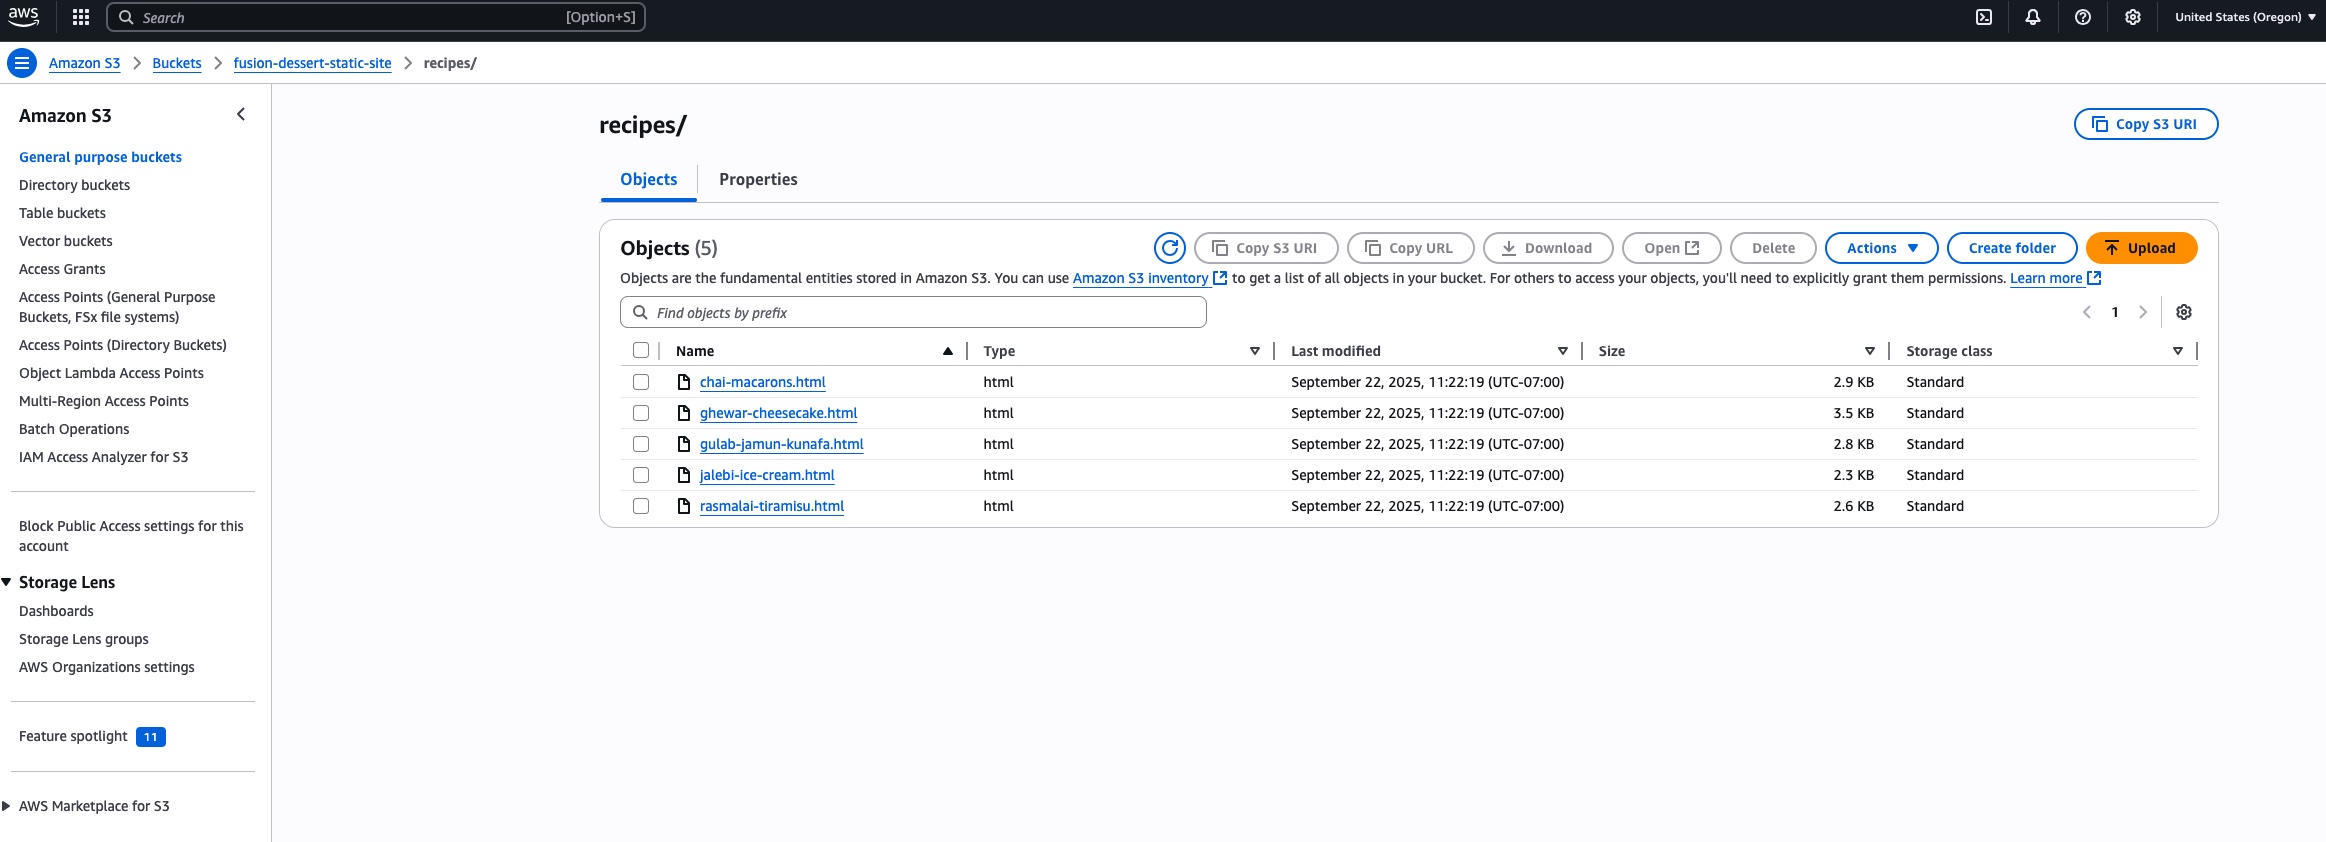 aws
Search [Option+S] United States (Oregon)
Amazon S3 Buckets fusion-dessert-static-site recipes/
Amazon S3
General purpose buckets
Directory buckets
Table buckets
Vector buckets
Access Grants
Access Points (General Purpose
Buckets, FSx file systems)
Access Points (Directory Buckets)
Object Lambda Access Points
Multi-Region Access Points
Batch Operations
IAM Access Analyzer for S3
Block Public Access settings for this
account
Storage Lens
Dashboards
Storage Lens groups
AWS Organizations settings
Feature spotlight 11
AWS Marketplace for S3
recipes/
Copy S3 URI
Objects Properties
Objects (5)
Copy S3 URI Copy URL Download Open Delete Actions Create folder Upload
Objects are the fundamental entities stored in Amazon S3. You can use Amazon S3 inventory to get a list of all objects in your bucket. For others to access your objects, you'll need to explicitly grant them permissions. Learn more
Find objects by prefix 1
Name Type Last modified Size Storage class
chai-macarons.html html September 22, 2025, 11:22:19 (UTC-07:00) 2.9 KB Standard
ghewar-cheesecake.html html September 22, 2025, 11:22:19 (UTC-07:00) 3.5 KB Standard
gulab-jamun-kunafa.html html September 22, 2025, 11:22:19 (UTC-07:00) 2.8 KB Standard
jalebi-ice-cream.html html September 22, 2025, 11:22:19 (UTC-07:00) 2.3 KB Standard
rasmalai-tiramisu.html html September 22, 2025, 11:22:19 (UTC-07:00) 2.6 KB Standard